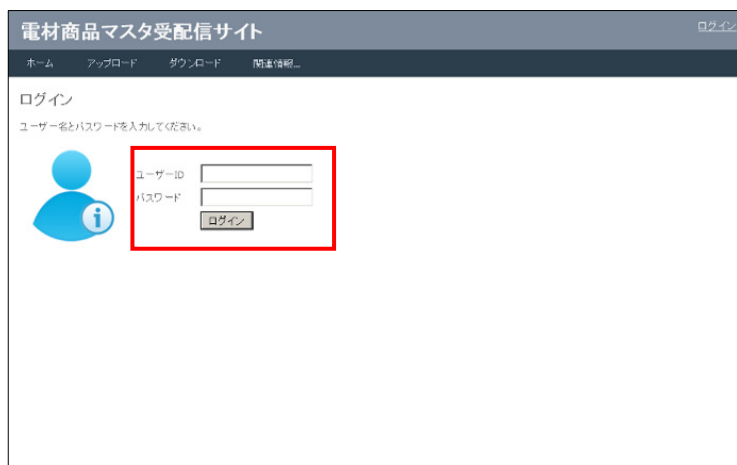 電材商品マスタ受配信サイト
ログイン
ホーム アップロード ダウンロード 関連情報...
ログイン
ユーザー名とパスワードを入力してください。
ユーザーID
パスワード
ログイン